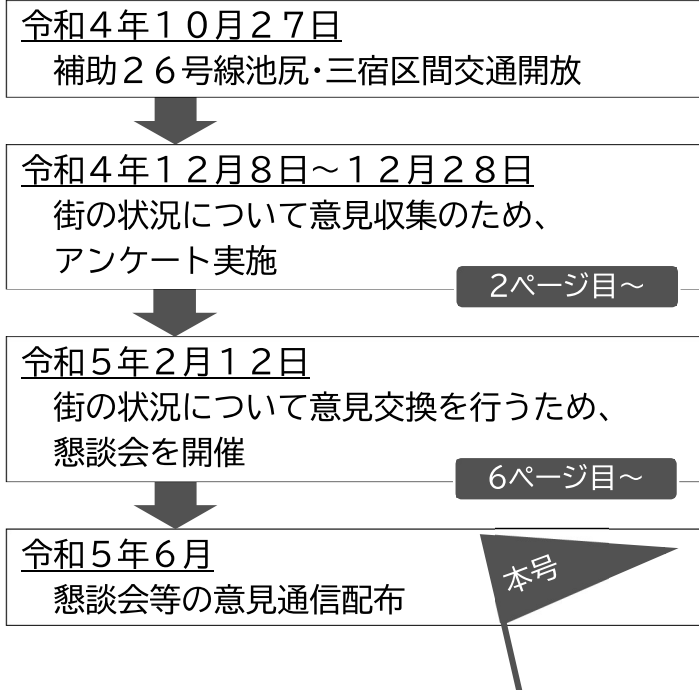 令和４年１０月２７日
補助２６号線池尻・三宿区間交通開放
令和４年１２月８日～１２月２８日
街の状況について意見収集のため、
アンケート実施
2ページ目～
令和５年２月１２日
街の状況について意見交換を行うため、
懇談会を開催
6ページ目～
令和５年６月
本号
懇談会等の意見通信配布